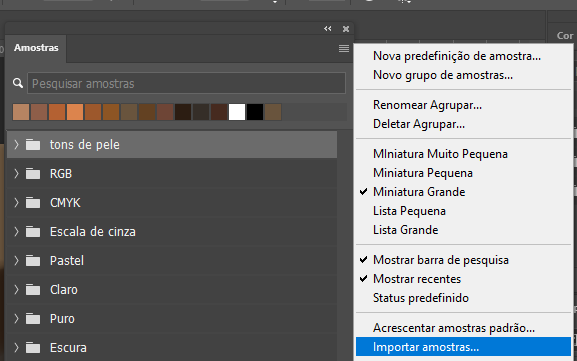 Cor
Amostras
Pesquisar amostras
tons de pele
RGB
CMYK
Escala de cinza
Pastel
Claro
Puro
Escura
Nova predefinição de amostra...
Novo grupo de amostras...
Renomear Agrupar...
Deletar Agrupar...
MIniatura Muito Pequena
Miniatura Pequena
Miniatura Grande
Lista Pequena
Lista Grande
Mostrar barra de pesquisa
Mostrar recentes
Status predefinido
Acrescentar amostras padrão...
Importar amostras...